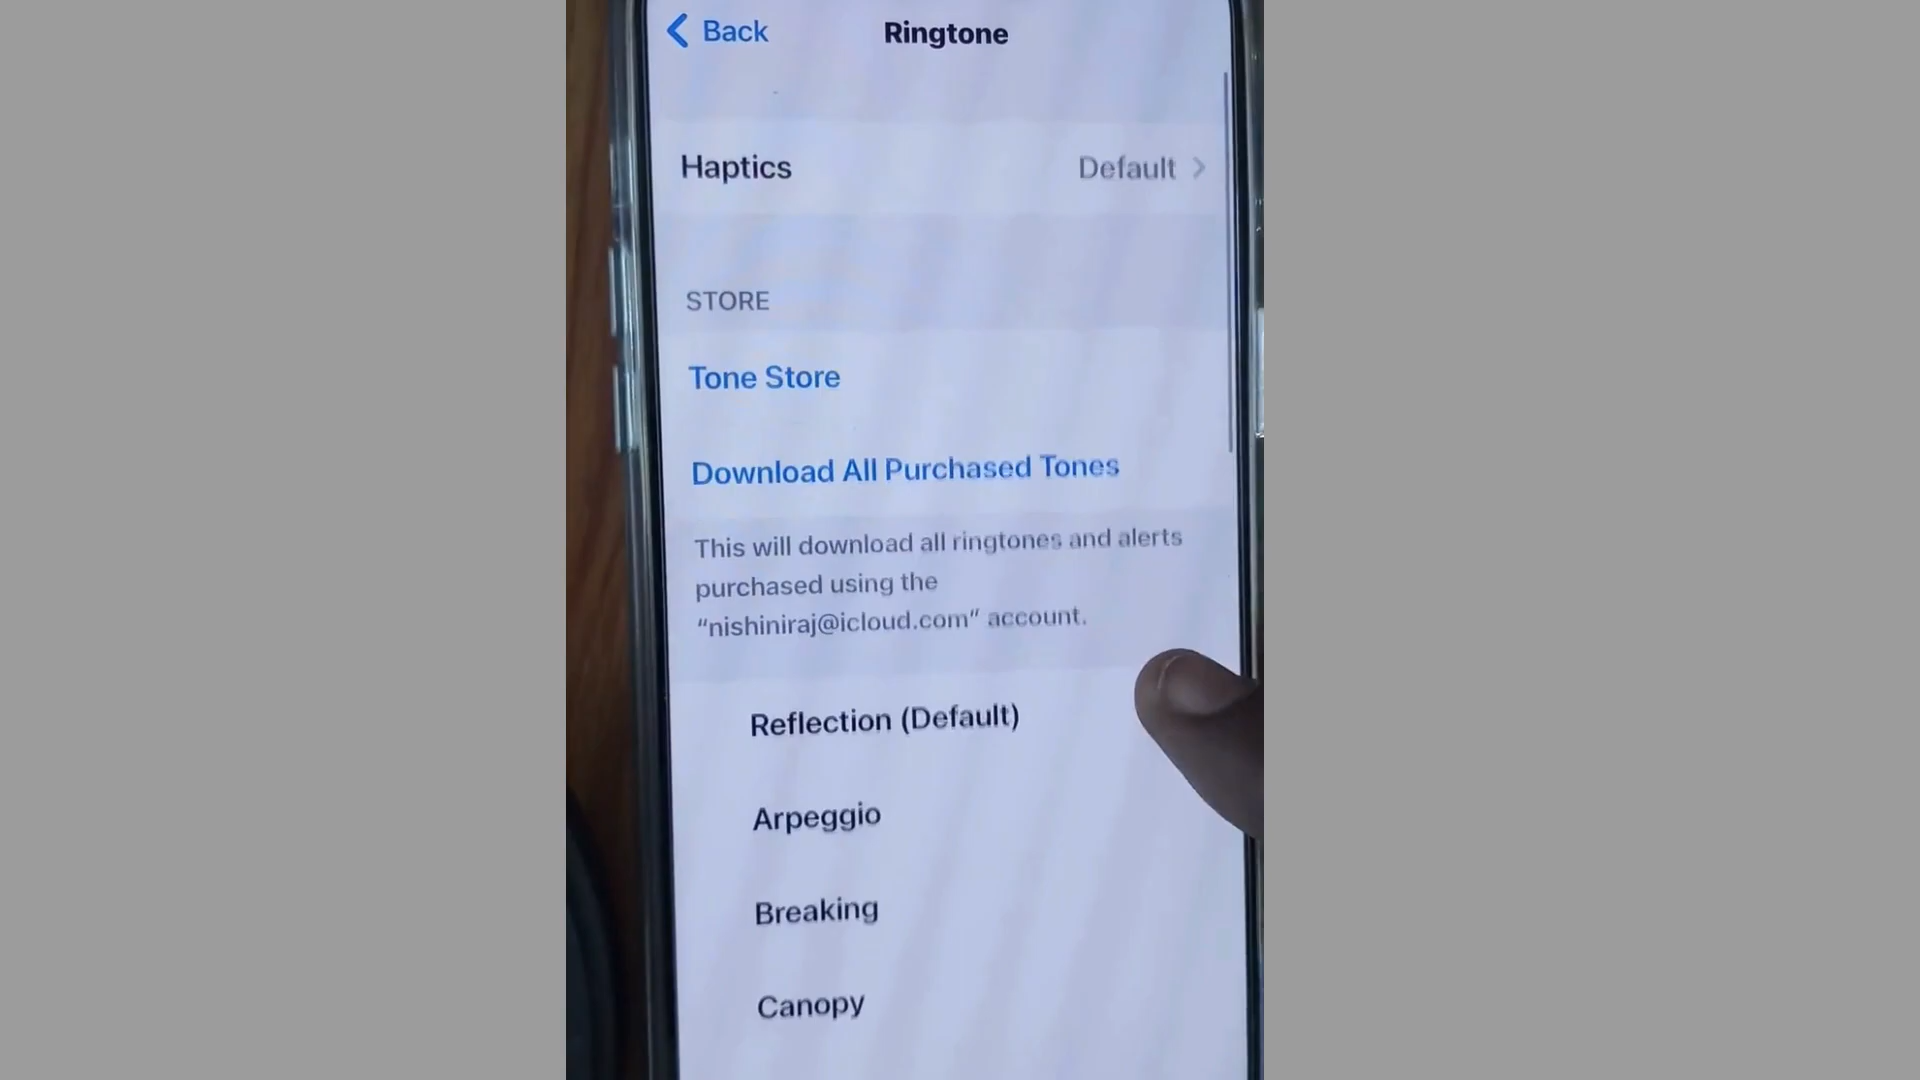 Back
Ringtone
Haptics Default
STORE
Tone Store
Download All Purchased Tones
This will download all ringtones and alerts
purchased using the
“nishiniraj@icloud.com” account.
Reflection (Default)
Arpeggio
Breaking
Canopy